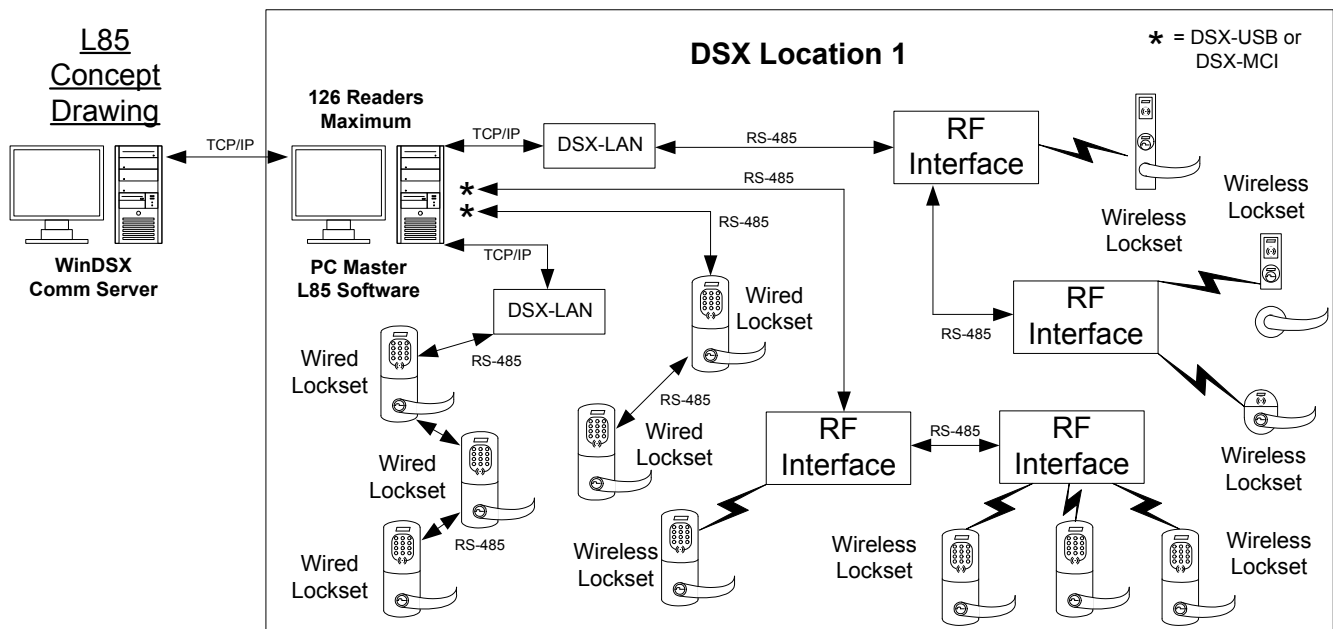 L85
Concept
Drawing
WinDSX
Comm Server
TCP/IP
DSX Location 1
* = DSX-USB or
DSX-MCI
126 Readers
Maximum
PC Master
L85 Software
TCP/IP
DSX-LAN
RS-485
RF
Interface
Wireless
Lockset
Wireless
Lockset
*
RS-485
*
RS-485
TCP/IP
DSX-LAN
RS-485
Wired
Lockset
Wired
Lockset
RS-485
Wired
Lockset
Wired
Lockset
RS-485
Wired
Lockset
RS-485
RF
Interface
Wireless
Lockset
RF
Interface
RS-485
RF
Interface
Wireless
Lockset
Wireless
Lockset
Wireless
Lockset